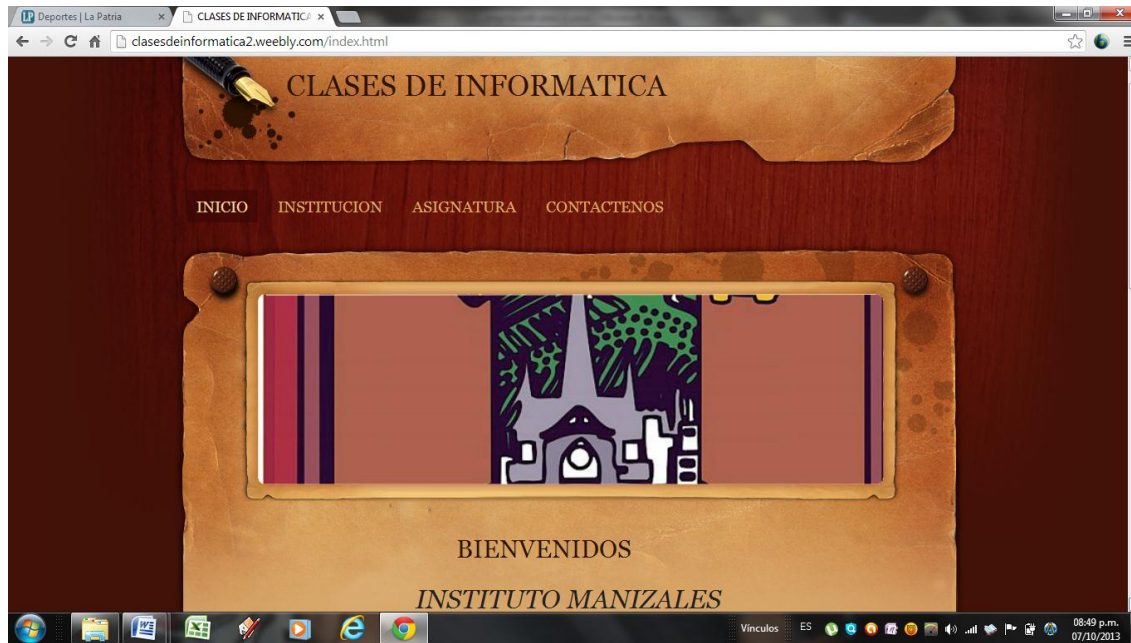 LP Deportes | La Patria
CLASES DE INFORMATICA
clasesdeinformatica2.weebly.com/index.html
CLASES DE INFORMATICA
INICIO INSTITUCION ASIGNATURA CONTACTENOS
BIENVENIDOS
INSTITUTO MANIZALES
Vínculos ES 08:49 p.m.
07/10/2013